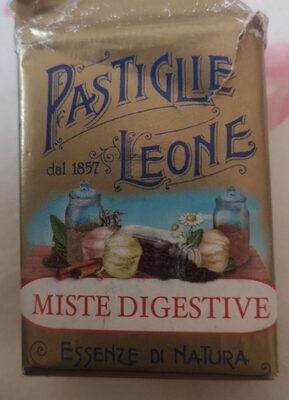 PASTIGLIE
dal 1857 LEONE
MISTE DIGESTIVE
ESSENZE DI NATURA